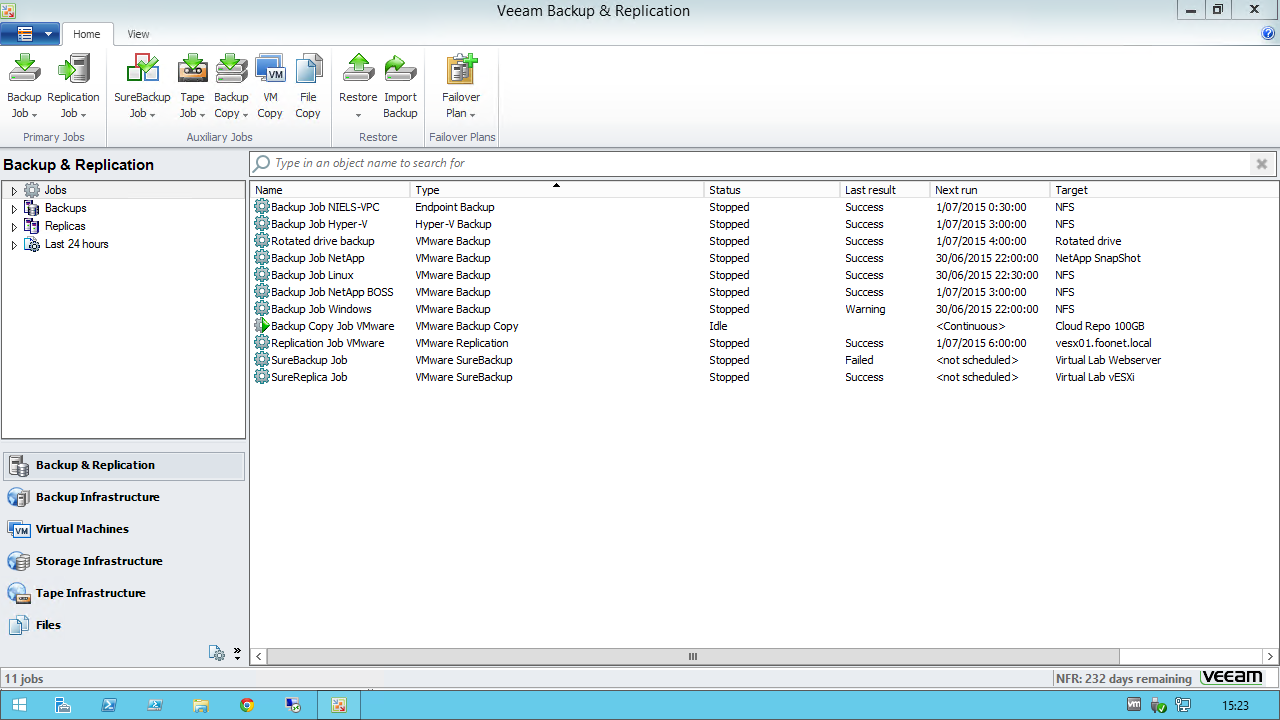 Veeam Backup & Replication
Home View
Backup Job Replication Job SureBackup Job Tape Job Backup Copy VM Copy File Copy Restore Import Backup Failover Plan
Primary Jobs Auxiliary Jobs Restore Failover Plans
Backup & Replication
Type in an object name to search for
Jobs
Backups
Replicas
Last 24 hours
Name Type Status Last result Next run Target
Backup Job NIELS-VPC Endpoint Backup Stopped Success 1/07/2015 0:30:00 NFS
Backup Job Hyper-V Hyper-V Backup Stopped Success 1/07/2015 3:00:00 NFS
Rotated drive backup VMware Backup Stopped Success 1/07/2015 4:00:00 Rotated drive
Backup Job NetApp VMware Backup Stopped Success 30/06/2015 22:00:00 NetApp SnapShot
Backup Job Linux VMware Backup Stopped Success 30/06/2015 22:30:00 NFS
Backup Job NetApp BOSS VMware Backup Stopped Success 1/07/2015 3:00:00 NFS
Backup Job Windows VMware Backup Stopped Warning 30/06/2015 22:00:00 NFS
Backup Copy Job VMware VMware Backup Copy Idle <Continuous> Cloud Repo 100GB
Replication Job VMware VMware Replication Stopped Success 1/07/2015 6:00:00 vesx01.foonet.local
SureBackup Job VMware SureBackup Stopped Failed <not scheduled> Virtual Lab Webserver
SureReplica Job VMware SureBackup Stopped Success <not scheduled> Virtual Lab vESXi
Backup & Replication
Backup Infrastructure
Virtual Machines
Storage Infrastructure
Tape Infrastructure
Files
11 jobs NFR: 232 days remaining veeam
15:23